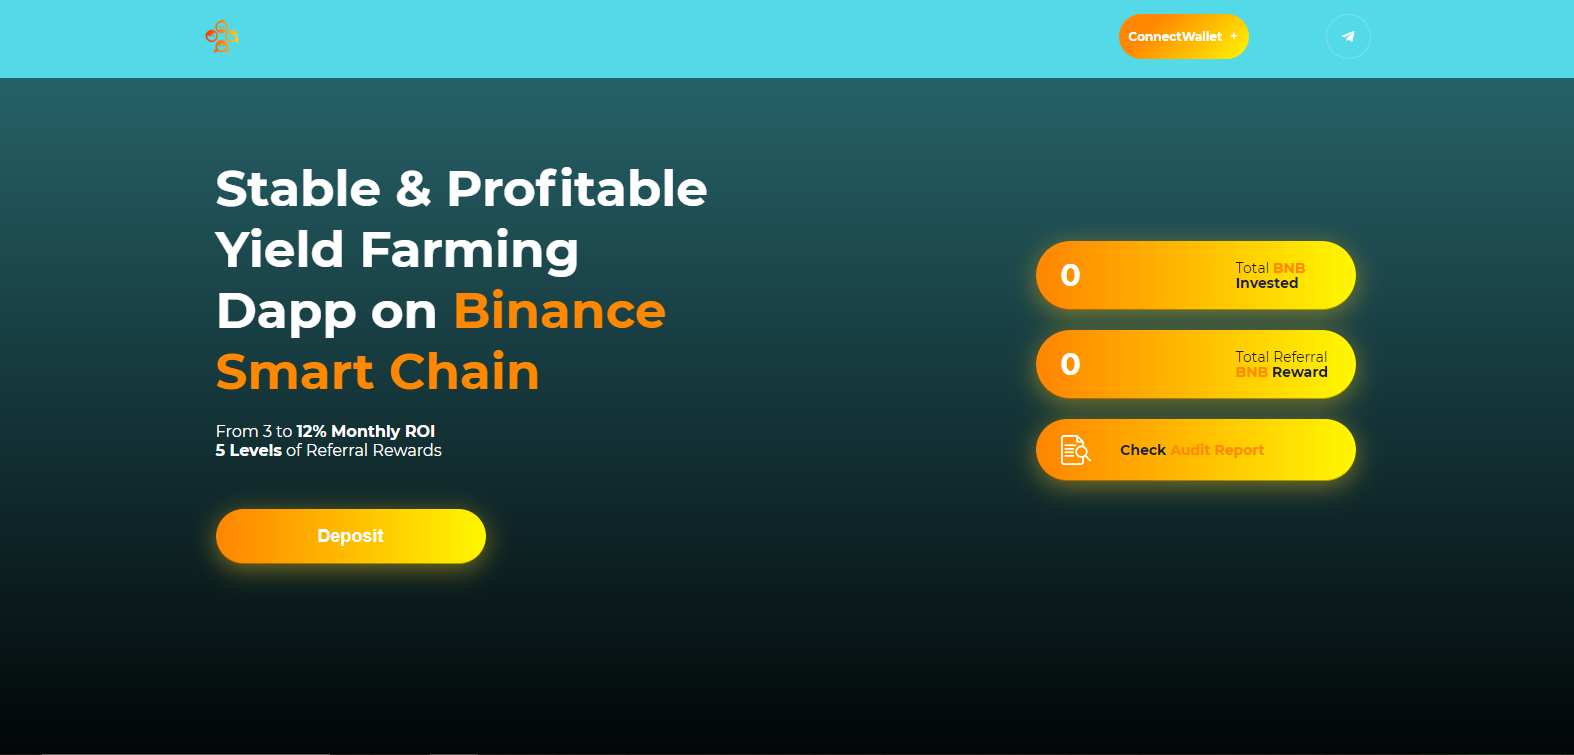 ConnectWallet +
Stable & Profitable
Yield Farming
Dapp on Binance
Smart Chain
From 3 to 12% Monthly ROI
5 Levels of Referral Rewards
Deposit
0
Total BNB
Invested
0
Total Referral
BNB Reward
Check Audit Report